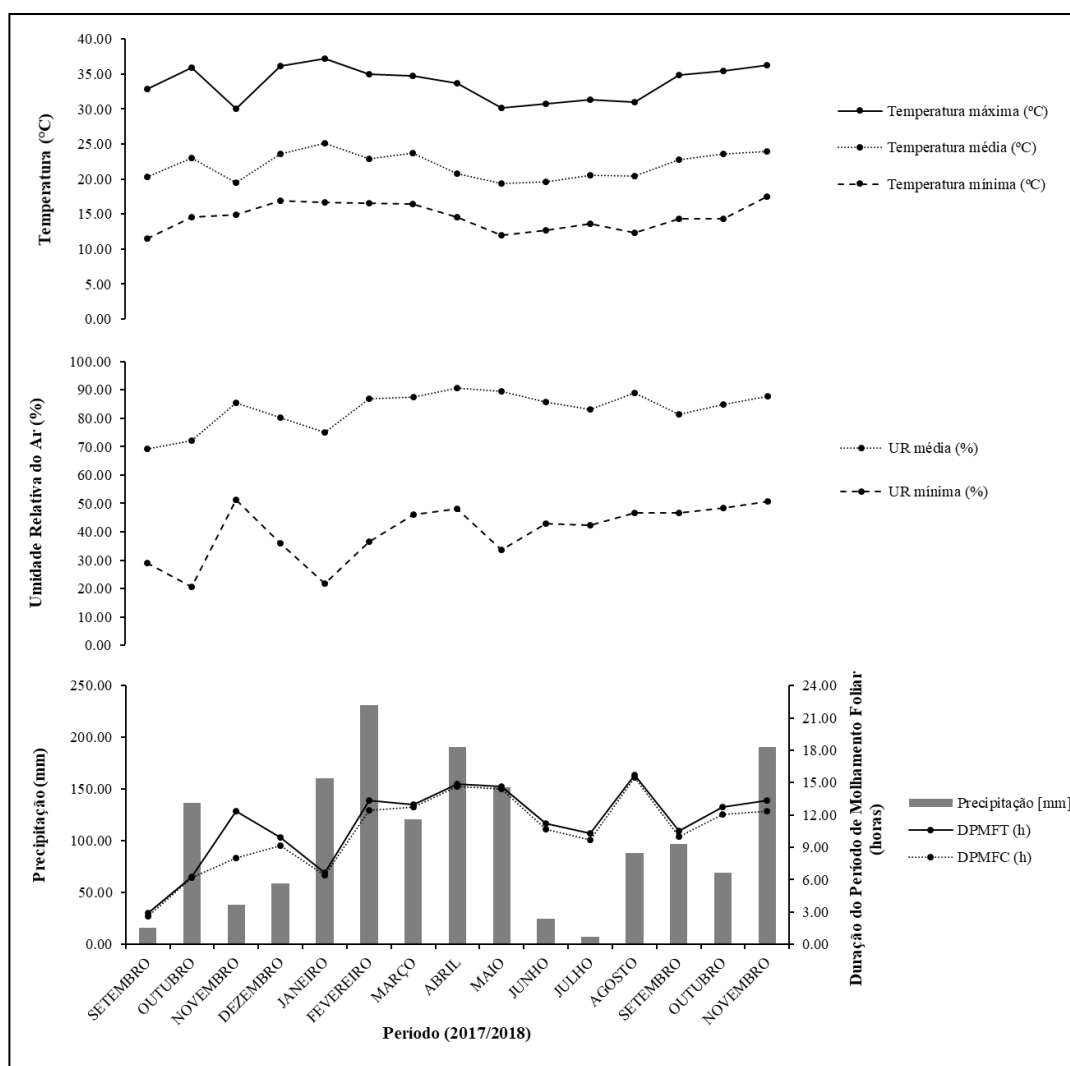 40.00
35.00
30.00
25.00
20.00
15.00
10.00
5.00
0.00
Temperatura (°C)
Temperatura máxima (ºC)
Temperatura média (ºC)
Temperatura mínima (ºC)
100.00
90.00
80.00
70.00
60.00
50.00
40.00
30.00
20.00
10.00
0.00
Umidade Relativa do Ar (%)
UR média (%)
UR mínima (%)
250.00
200.00
150.00
100.00
50.00
0.00
Precipitação (mm)
24.00
21.00
18.00
15.00
12.00
9.00
6.00
3.00
0.00
Duração do Período de Molhamento Foliar
(horas)
Precipitação [mm]
DPMFT (h)
DPMFC (h)
SETEMBRO
OUTUBRO
NOVEMBRO
DEZEMBRO
JANEIRO
FEVEREIRO
MARÇO
ABRIL
MAIO
JUNHO
JULHO
AGOSTO
SETEMBRO
OUTUBRO
NOVEMBRO
Período (2017/2018)